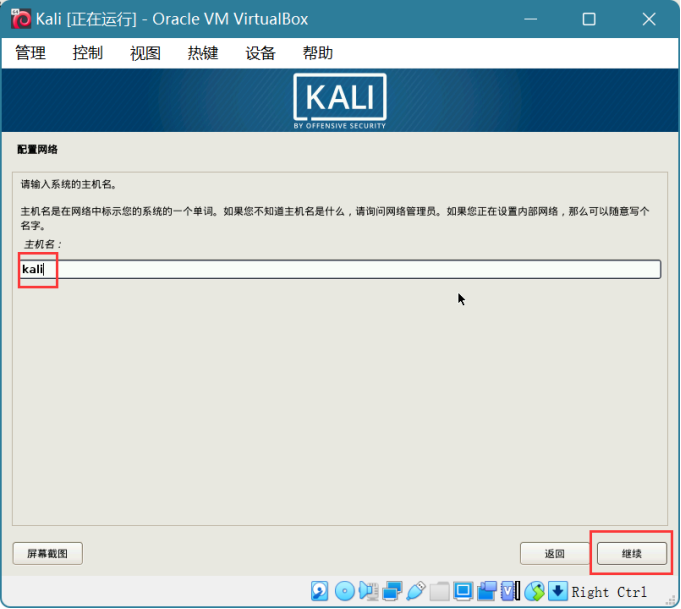 Kali [正在运行] - Oracle VM VirtualBox
管理 控制 视图 热键 设备 帮助
KALI
BY OFFENSIVE SECURITY
配置网络
请输入系统的主机名。
主机名是在网络中标示您的系统的一个单词。如果您不知道主机名是什么，请询问网络管理员。如果您正在设置内部网络，那么可以随意写个
名字。
主机名：
kali
屏幕截图 返回 继续
Right Ctrl